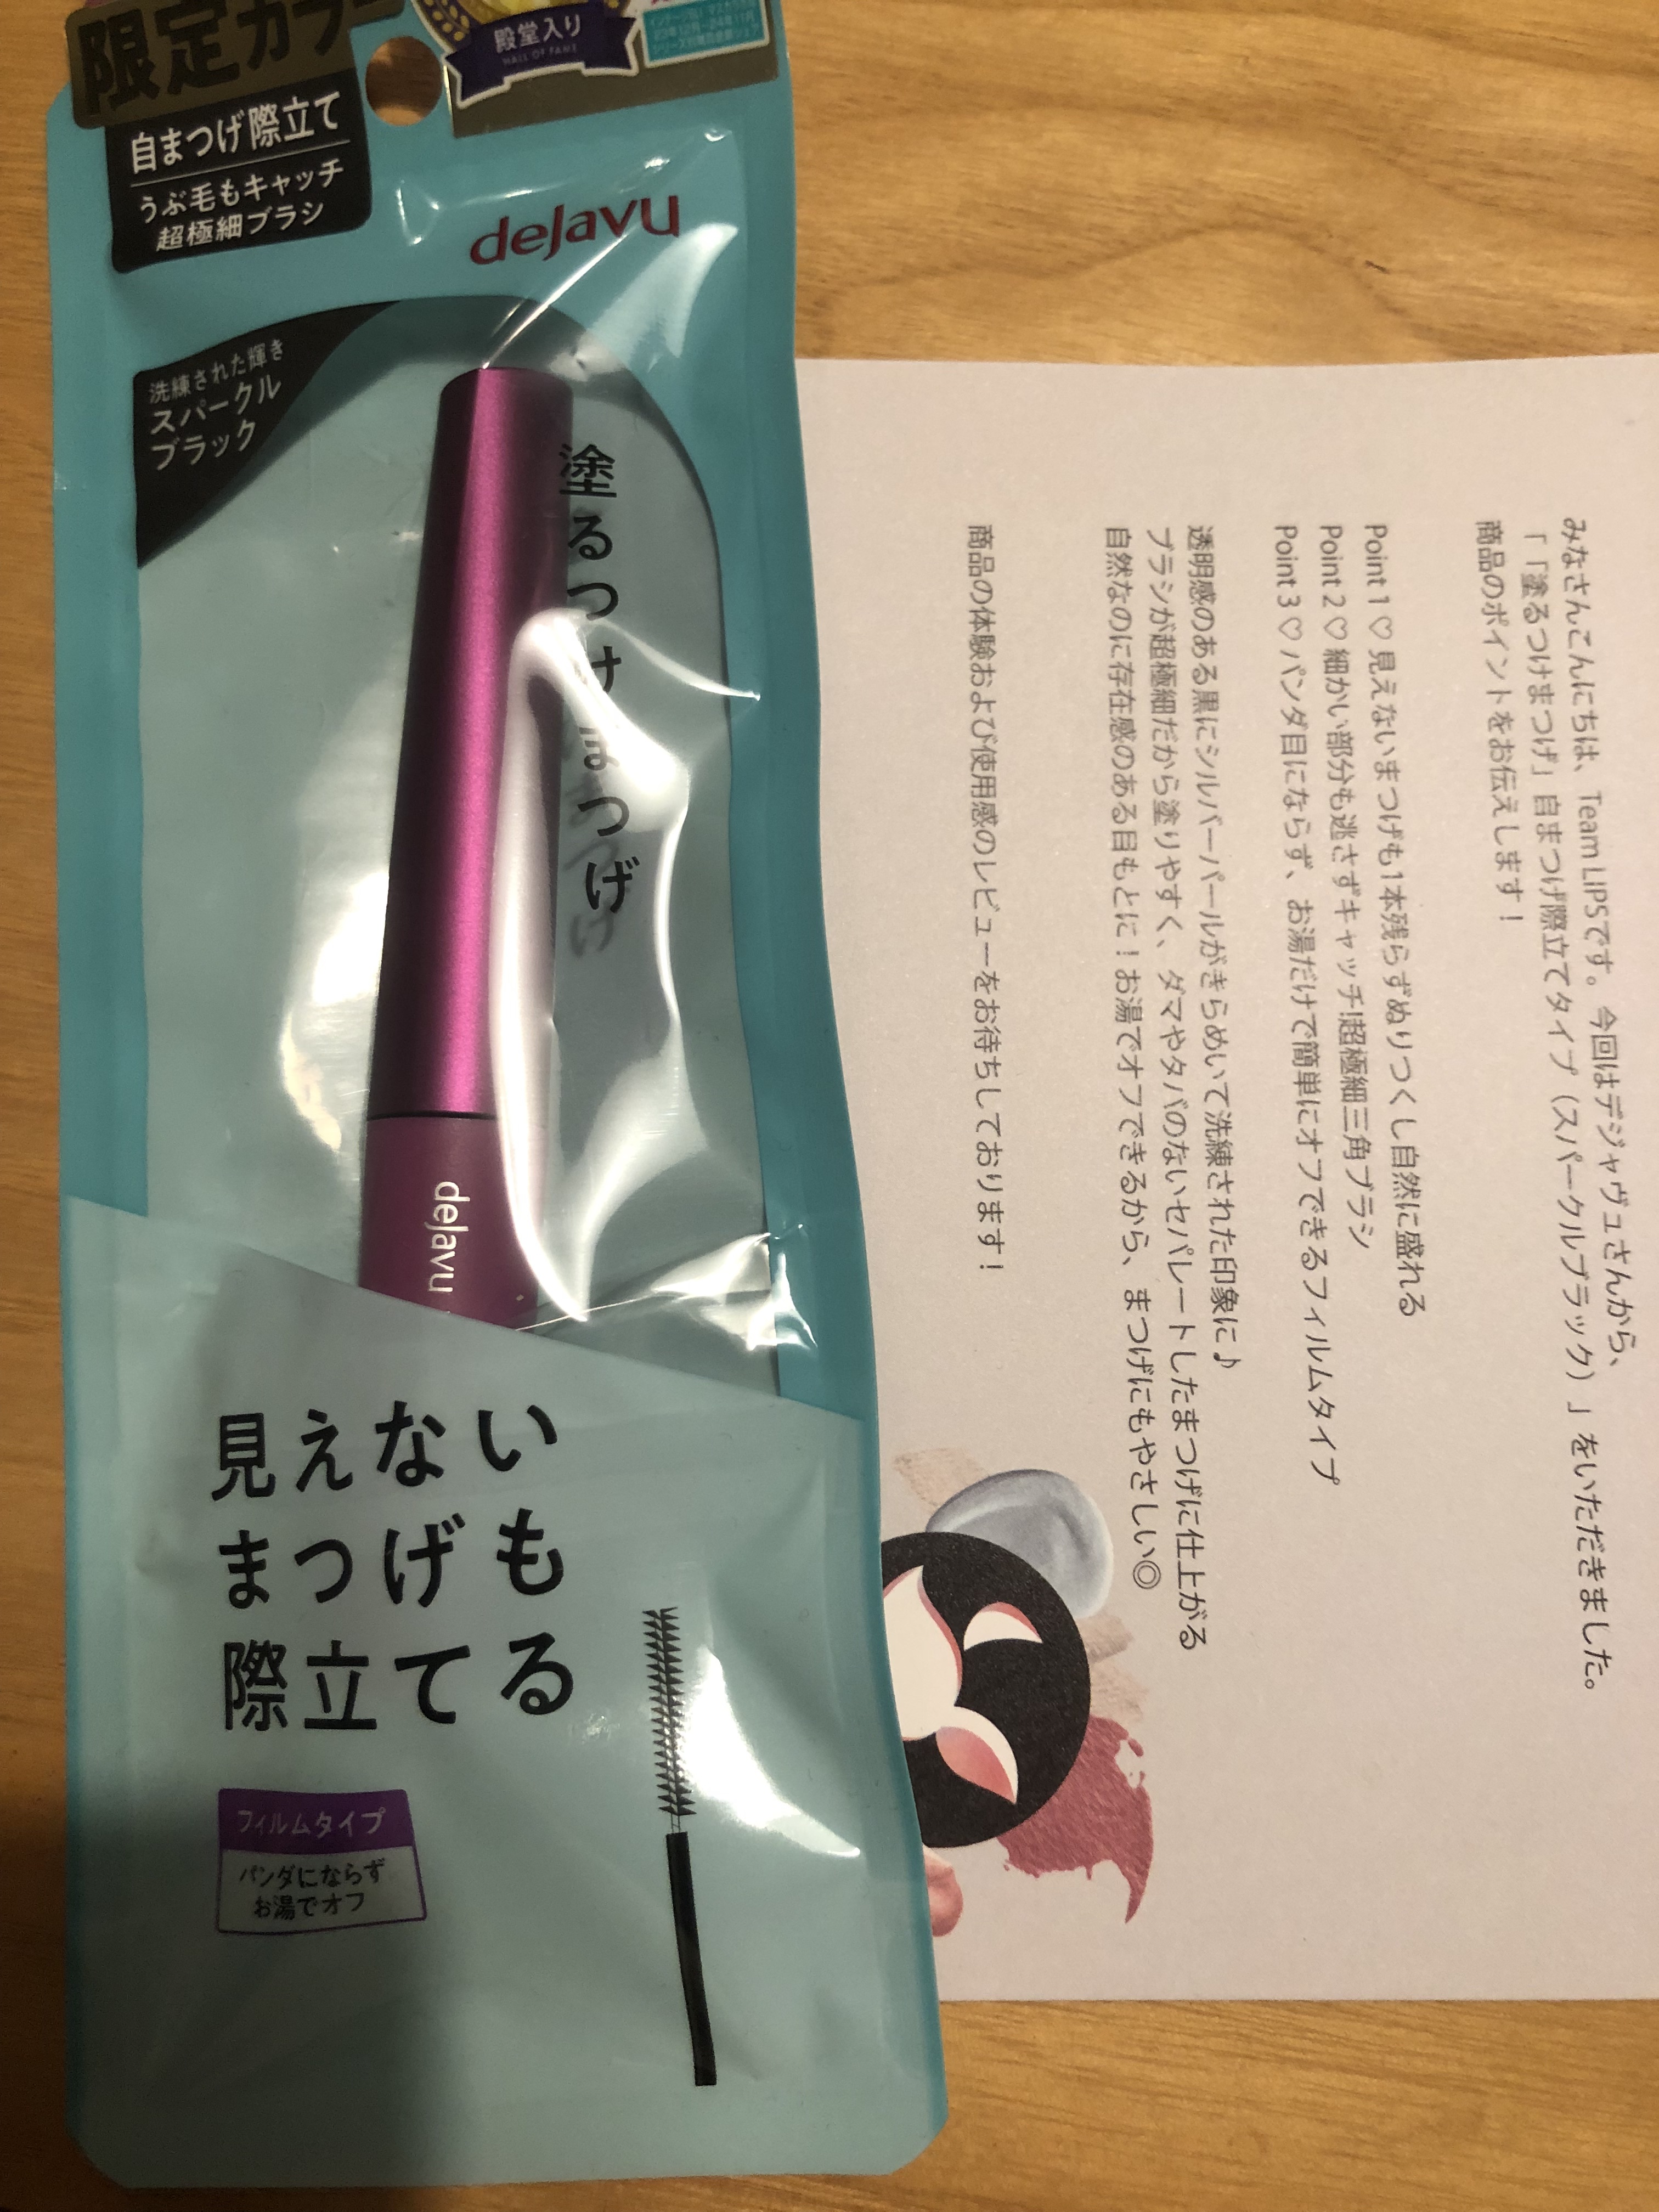 限定カラー
殿堂入り
HALL OF FAME
自まつげ際立て
うぶ毛もキャッチ
超極細ブラシ
dejavu
洗練された輝き
スパークル
ブラック
塗るつけまつげ
dejavu
見えない
まつげも
際立てる
フィルムタイプ
パンダにならず
お湯でオフ
みなさんこんにちは、Team LIPSです。今回はデジャヴュさんから、
「「塗るつけまつげ」自まつげ際立てタイプ（スパークルブラック）」をいただきました。
商品のポイントをお伝えします！
Point 1♡見えないまつげも1本残らずぬりつくし自然に盛れる
Point 2♡細かい部分も逃さずキャッチ!超極細三角ブラシ
Point 3♡パンダ目にならず、お湯だけで簡単にオフできるフィルムタイプ
透明感のある黒にシルバーパールがきらめいて洗練された印象に♪
ブラシが超極細だから塗りやすく、ダマやタバのないセパレートしたまつげに仕上がる
自然なのに存在感のある目もとに！お湯でオフできるから、まつげにもやさしい◎
商品の体験および使用感のレビューをお待ちしております！